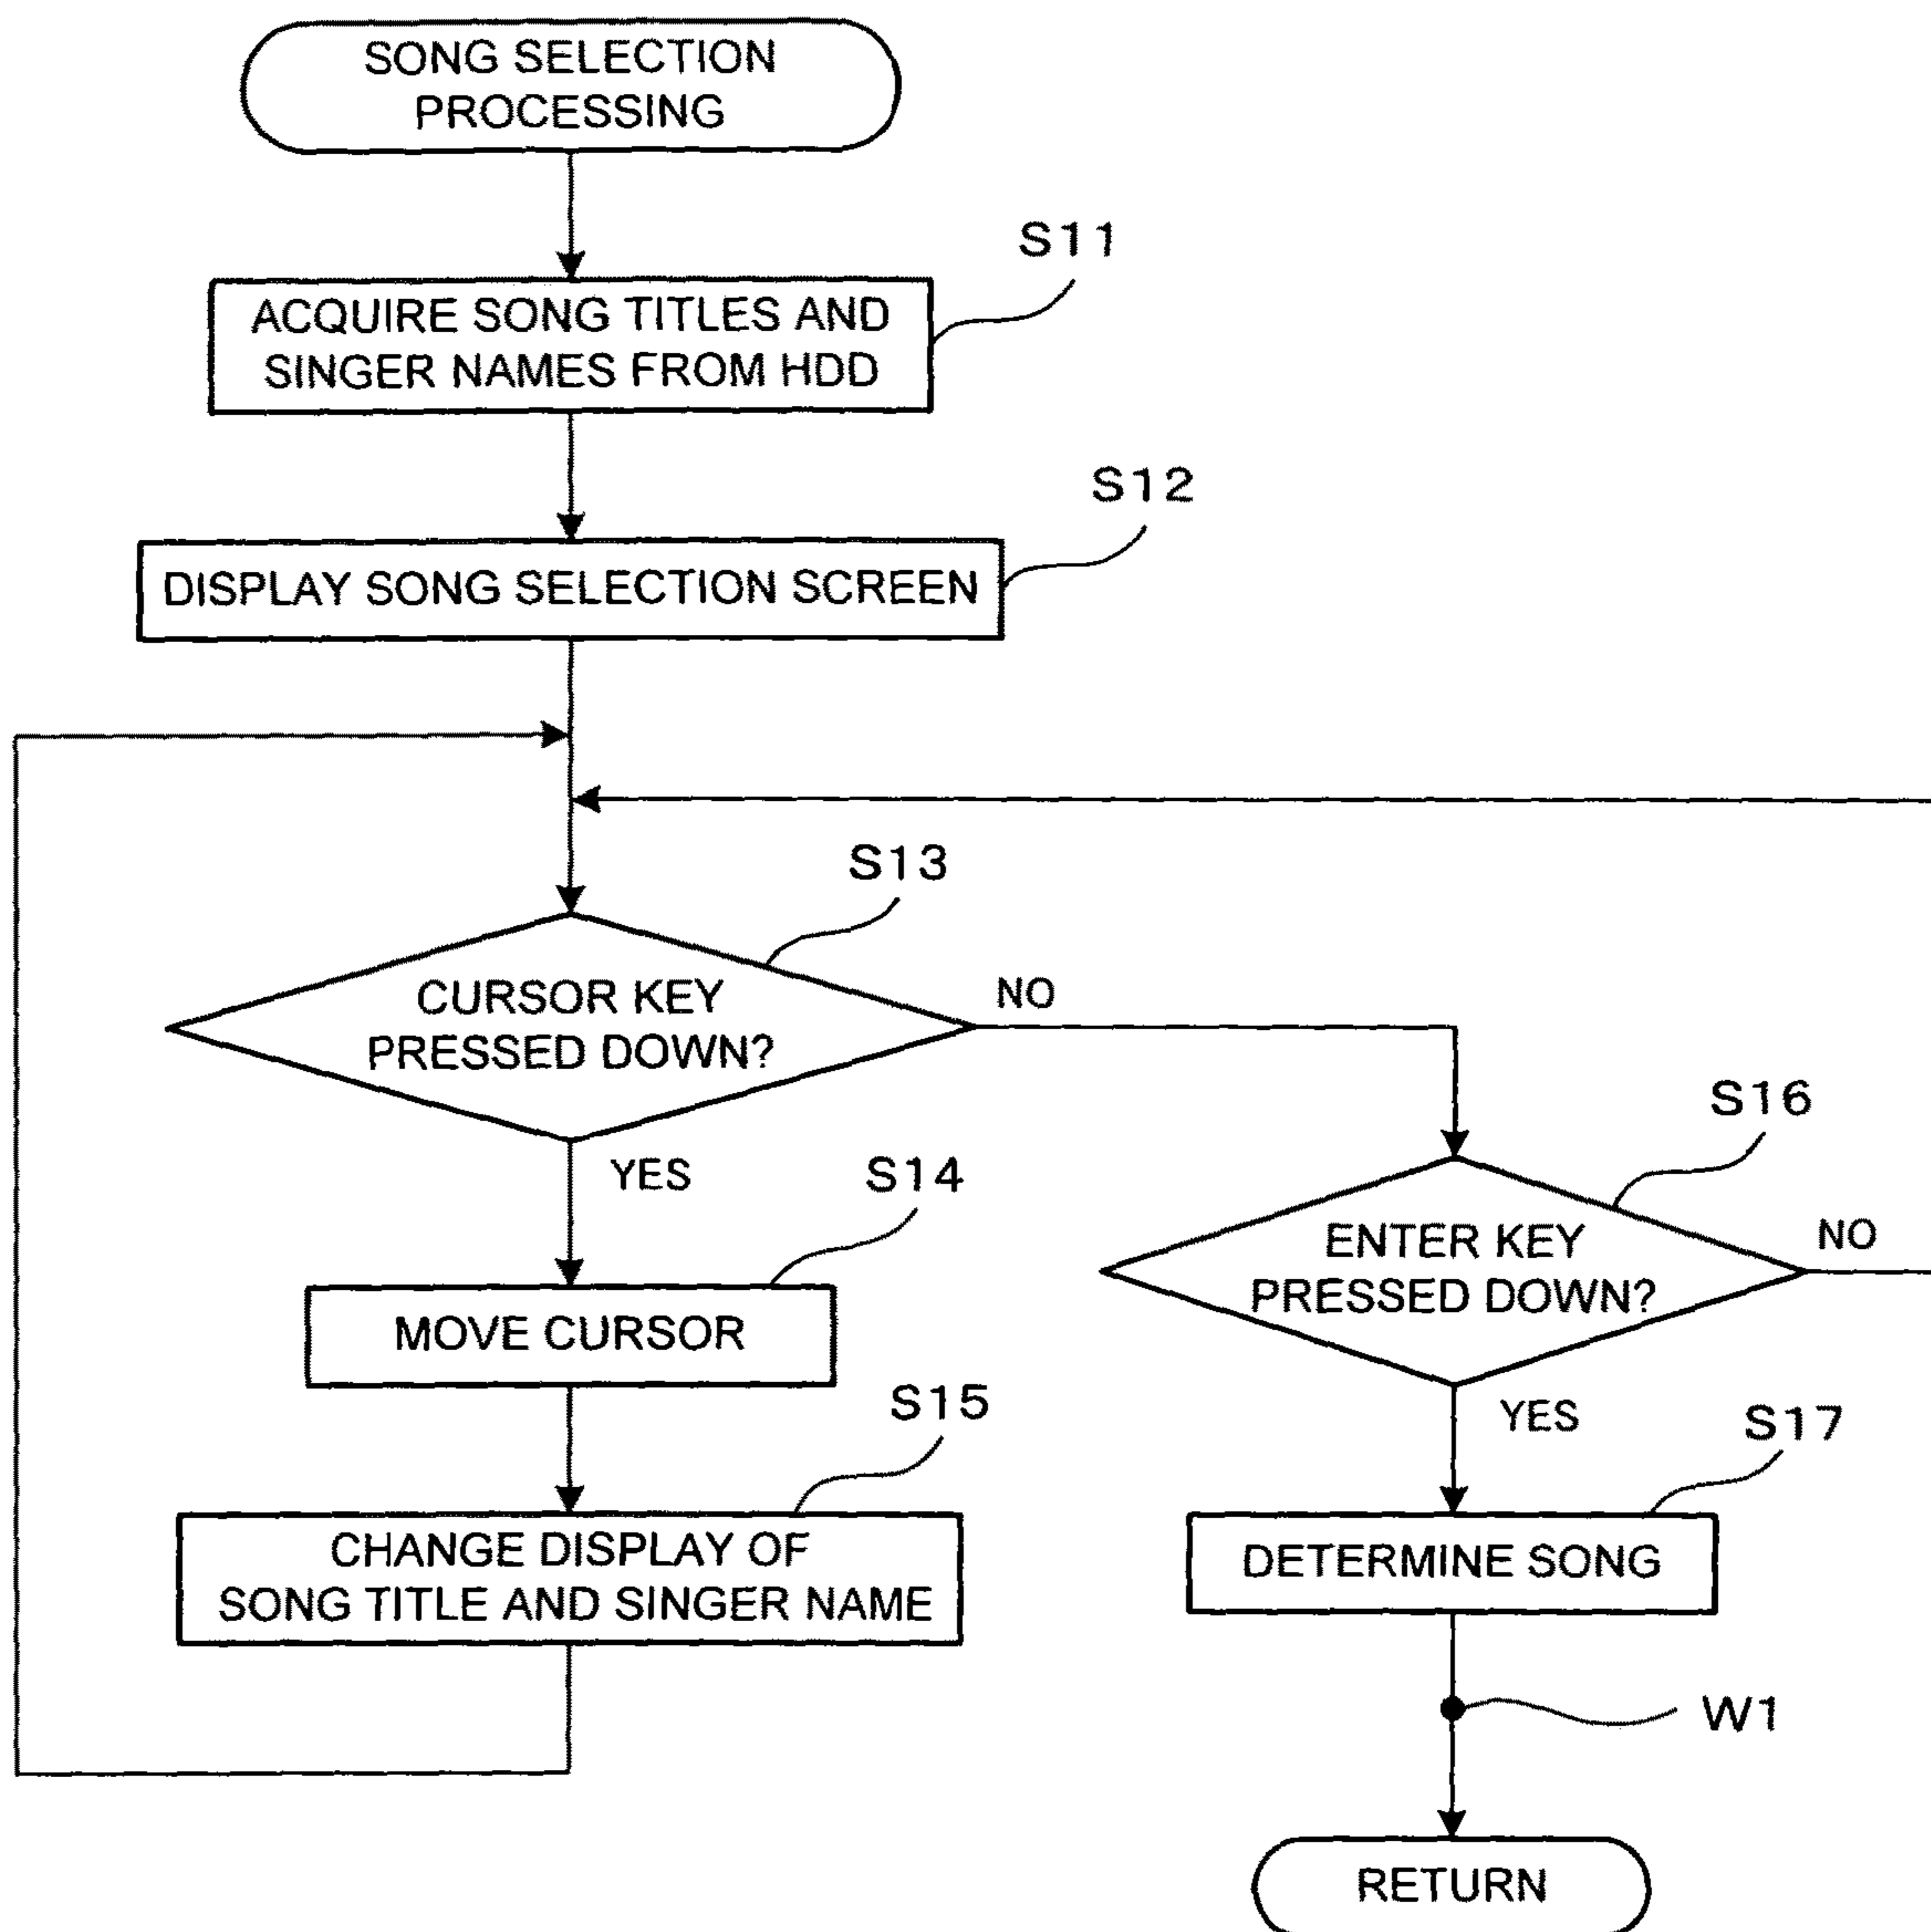 SONG SELECTION
PROCESSING
S11
ACQUIRE SONG TITLES AND
SINGER NAMES FROM HDD
S12
DISPLAY SONG SELECTION SCREEN
S13
CURSOR KEY
PRESSED DOWN?
NO
YES
S14
MOVE CURSOR
S15
CHANGE DISPLAY OF
SONG TITLE AND SINGER NAME
S16
ENTER KEY
PRESSED DOWN?
NO
YES
S17
DETERMINE SONG
W1
RETURN